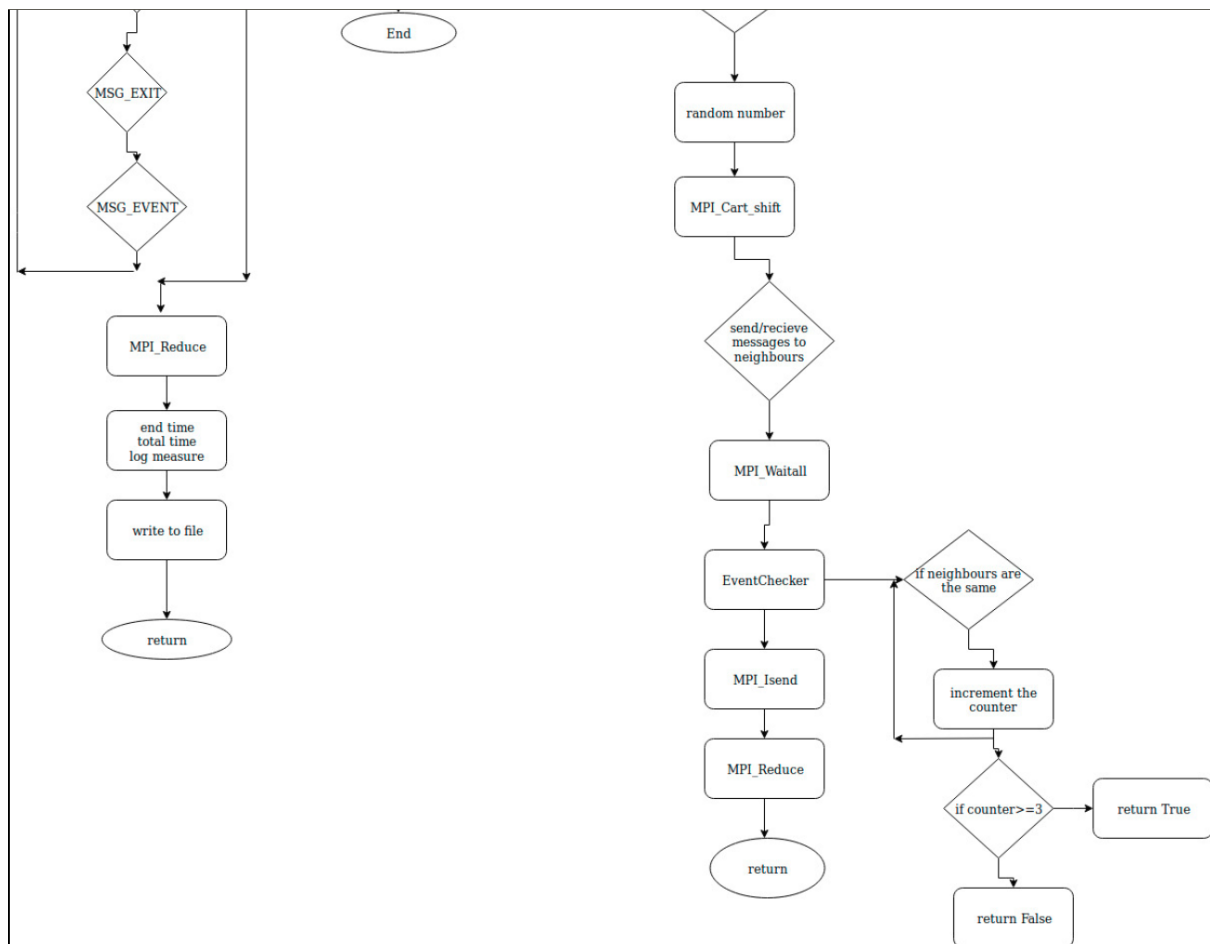 End
MSG_EXIT
MSG_EVENT
MPI_Reduce
end time
total time
log measure
write to file
return
random number
MPI_Cart_shift
send/recieve
messages to
neighbours
MPI_Waitall
EventChecker
MPI_Isend
MPI_Reduce
return
if neighbours are
the same
increment the
counter
if counter>=3
return True
return False